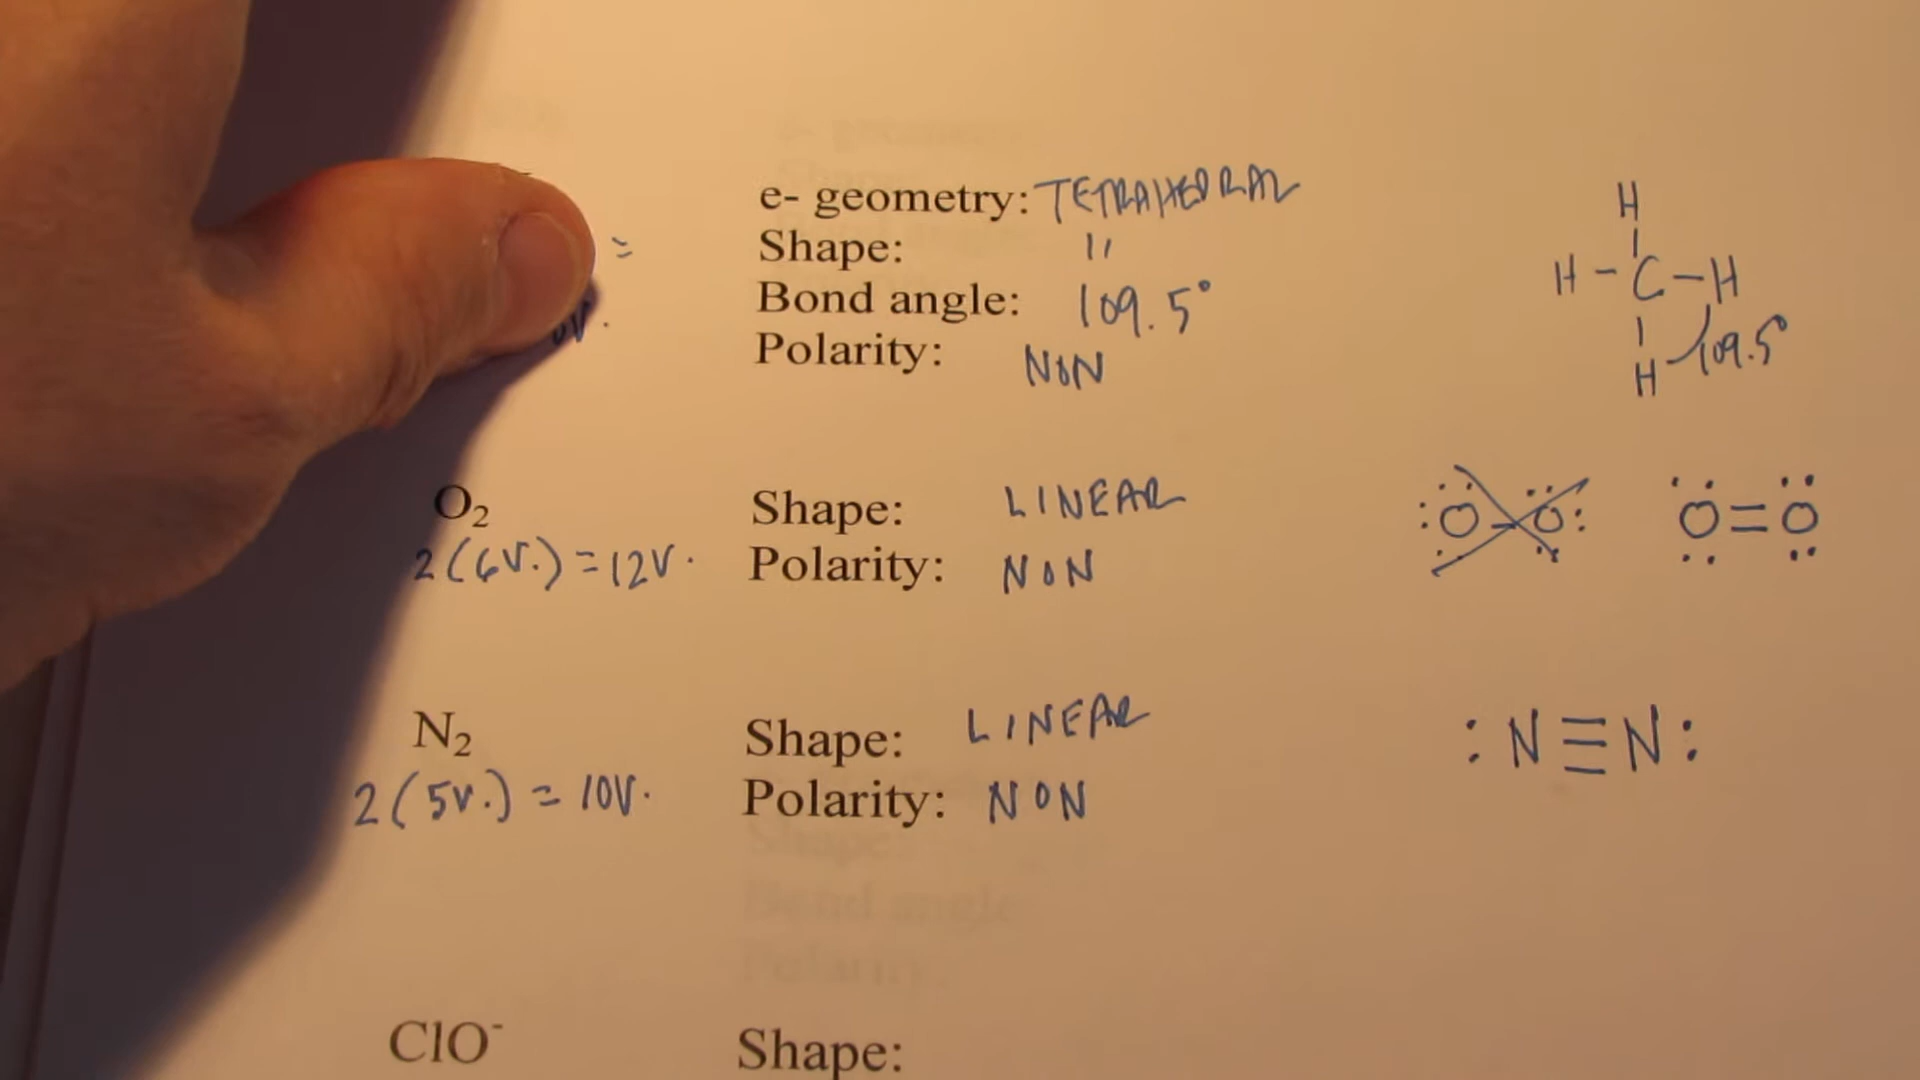 e- geometry: TETRAHEDRAL
Shape: 11
Bond angle: 109.5°
Polarity: NON
=
H
H - C - H
H 109.5°
O₂
2 (6V.) = 12V.
Shape: LINEAR
Polarity: NON
:O-O: O=O
N₂
2 (5V.) = 10V.
Shape: LINEAR
Polarity: NON
:N≡N:
ClO⁻
Shape: